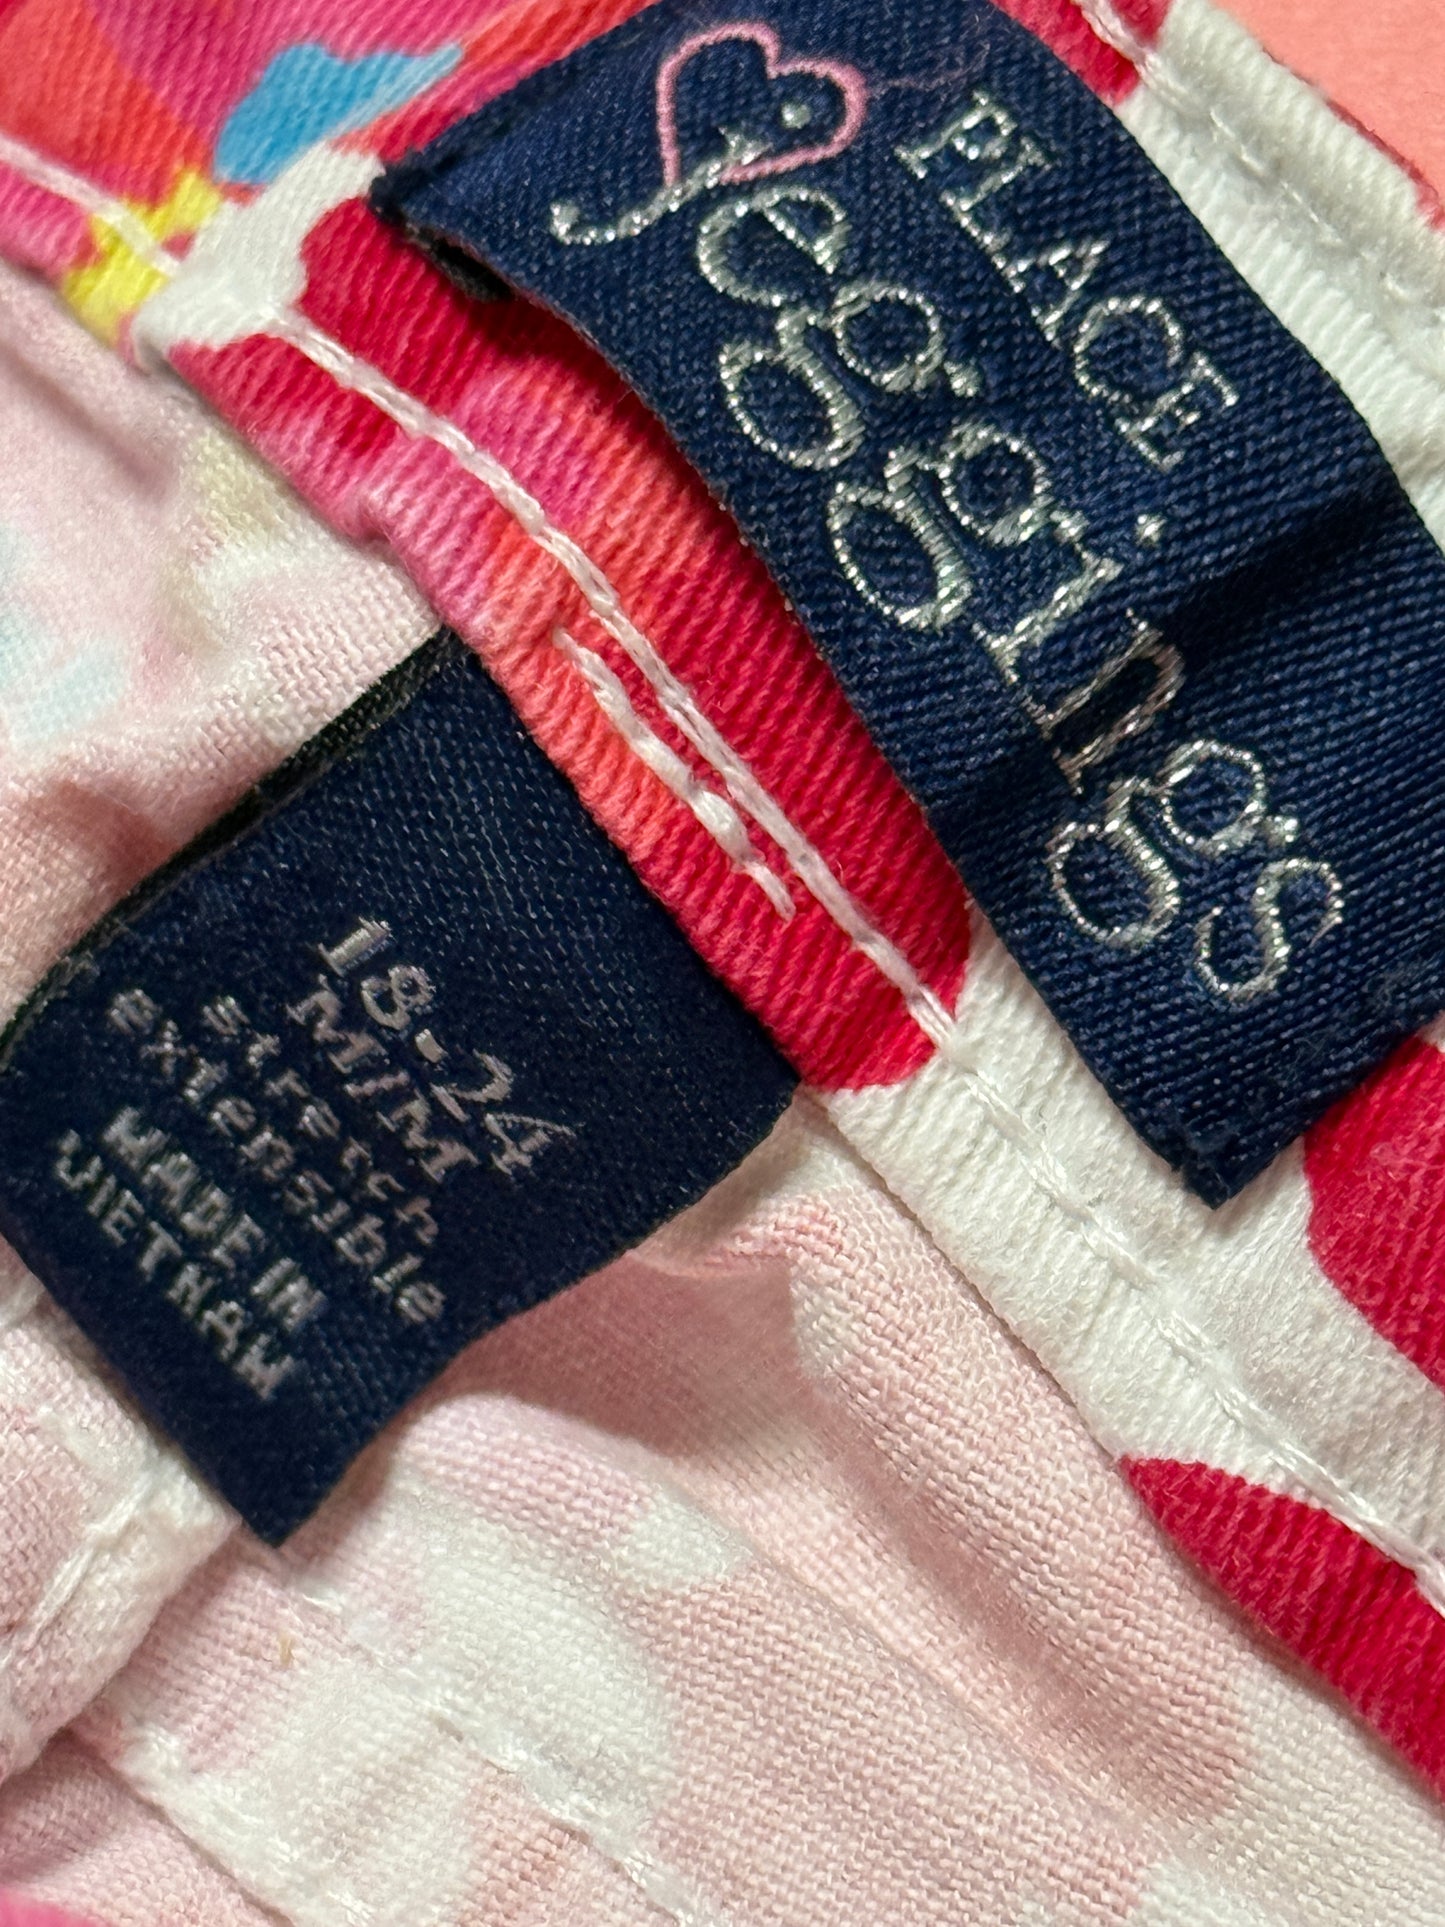 PLACE
Jeggings
18-24
M/M
stretch
extensible
MADE IN
VIETNAM